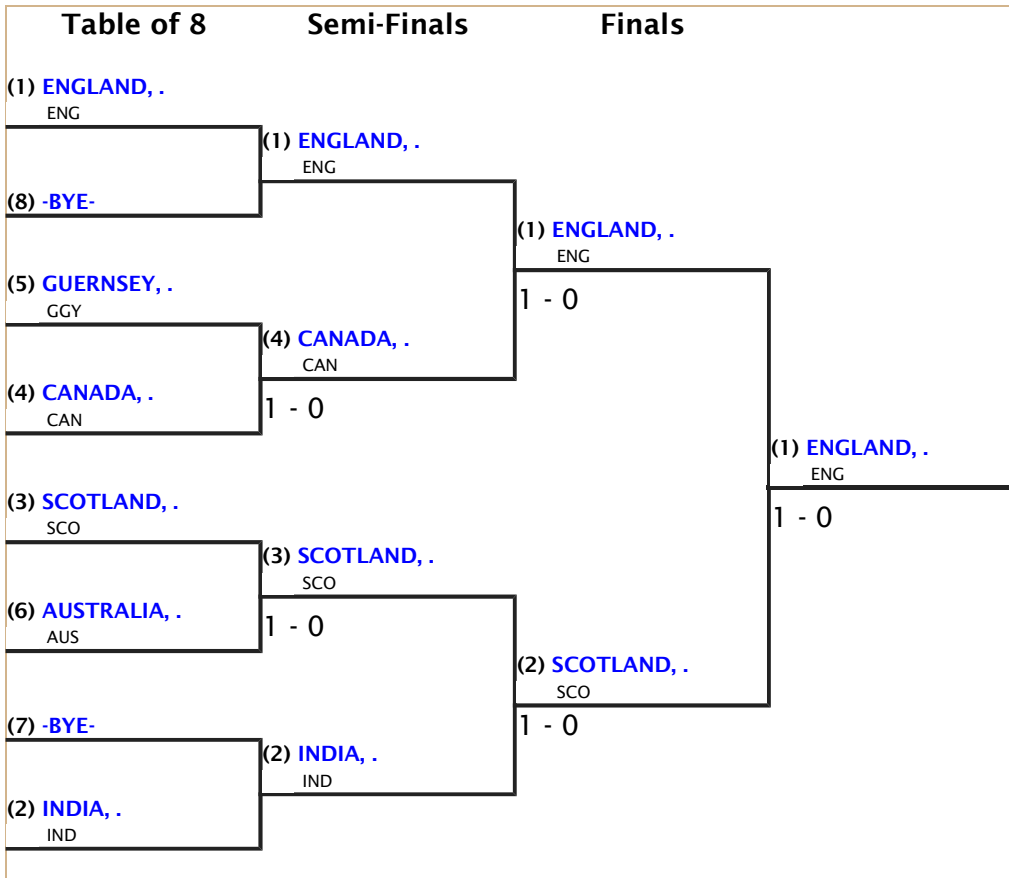 Table of 8 Semi-Finals Finals
(1) ENGLAND, .
ENG
(8) -BYE-
(5) GUERNSEY, .
GGY
(4) CANADA, .
CAN
(3) SCOTLAND, .
SCO
(6) AUSTRALIA, .
AUS
(7) -BYE-
(2) INDIA, .
IND
(1) ENGLAND, .
ENG
(4) CANADA, .
CAN
1 - 0
(3) SCOTLAND, .
SCO
1 - 0
(2) INDIA, .
IND
(1) ENGLAND, .
ENG
1 - 0
(2) SCOTLAND, .
SCO
1 - 0
(1) ENGLAND, .
ENG
1 - 0